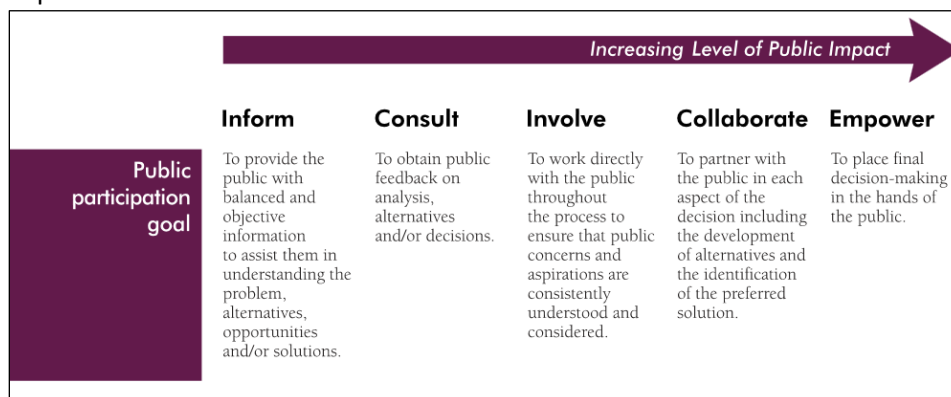 Increasing Level of Public Impact
Inform
Consult
Involve
Collaborate
Empower
Public
participation
goal
To provide the
public with
balanced and
objective
information
to assist them in
understanding the
problem,
alternatives,
opportunities
and/or solutions.
To obtain public
feedback on
analysis,
alternatives
and/or decisions.
To work directly
with the public
throughout
the process to
ensure that public
concerns and
aspirations are
consistently
understood and
considered.
To partner with
the public in each
aspect of the
decision including
the development
of alternatives and
the identification
of the preferred
solution.
To place final
decision-making
in the hands of
the public.